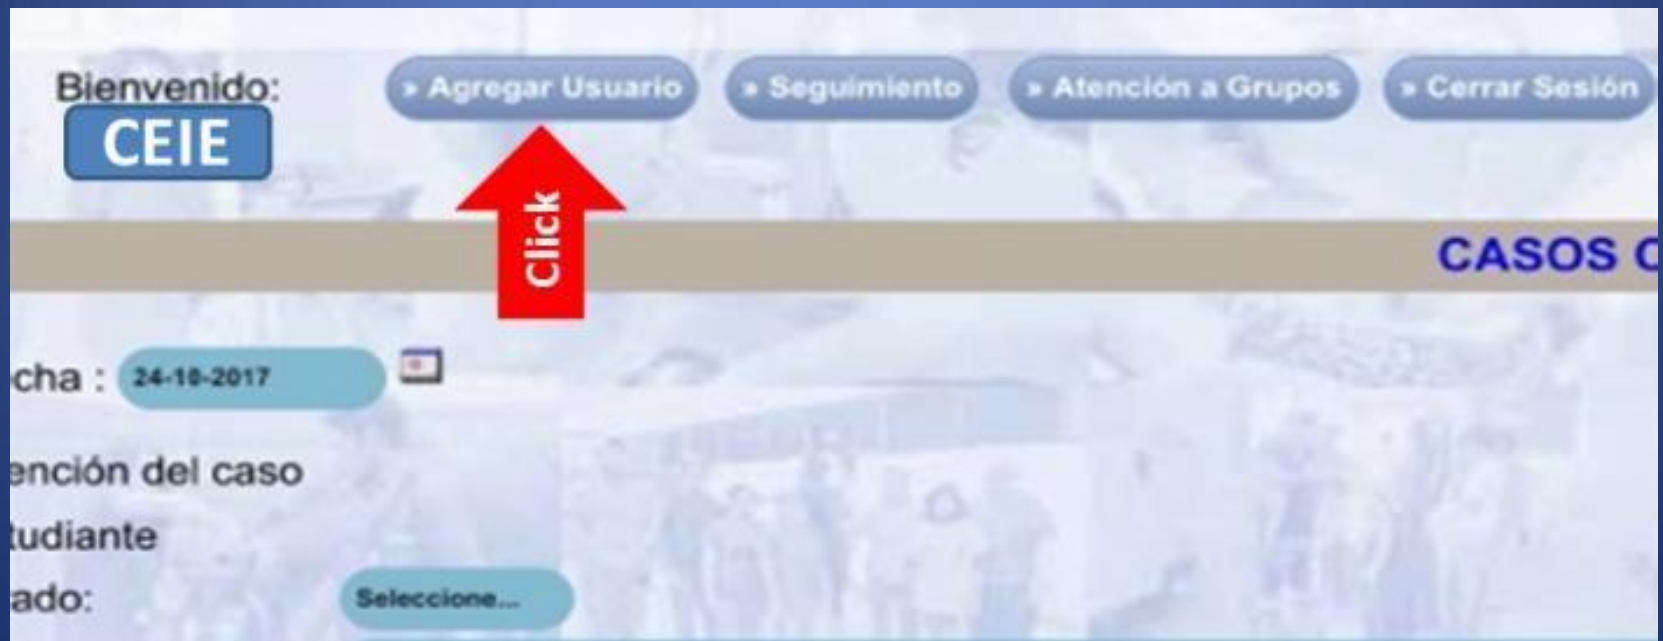 Bienvenido:
CEIE
» Agregar Usuario
» Seguimiento
» Atención a Grupos
» Cerrar Sesión
Click
CASOS C
cha :
24-10-2017
ención del caso
tudiante
ado:
Seleccione...